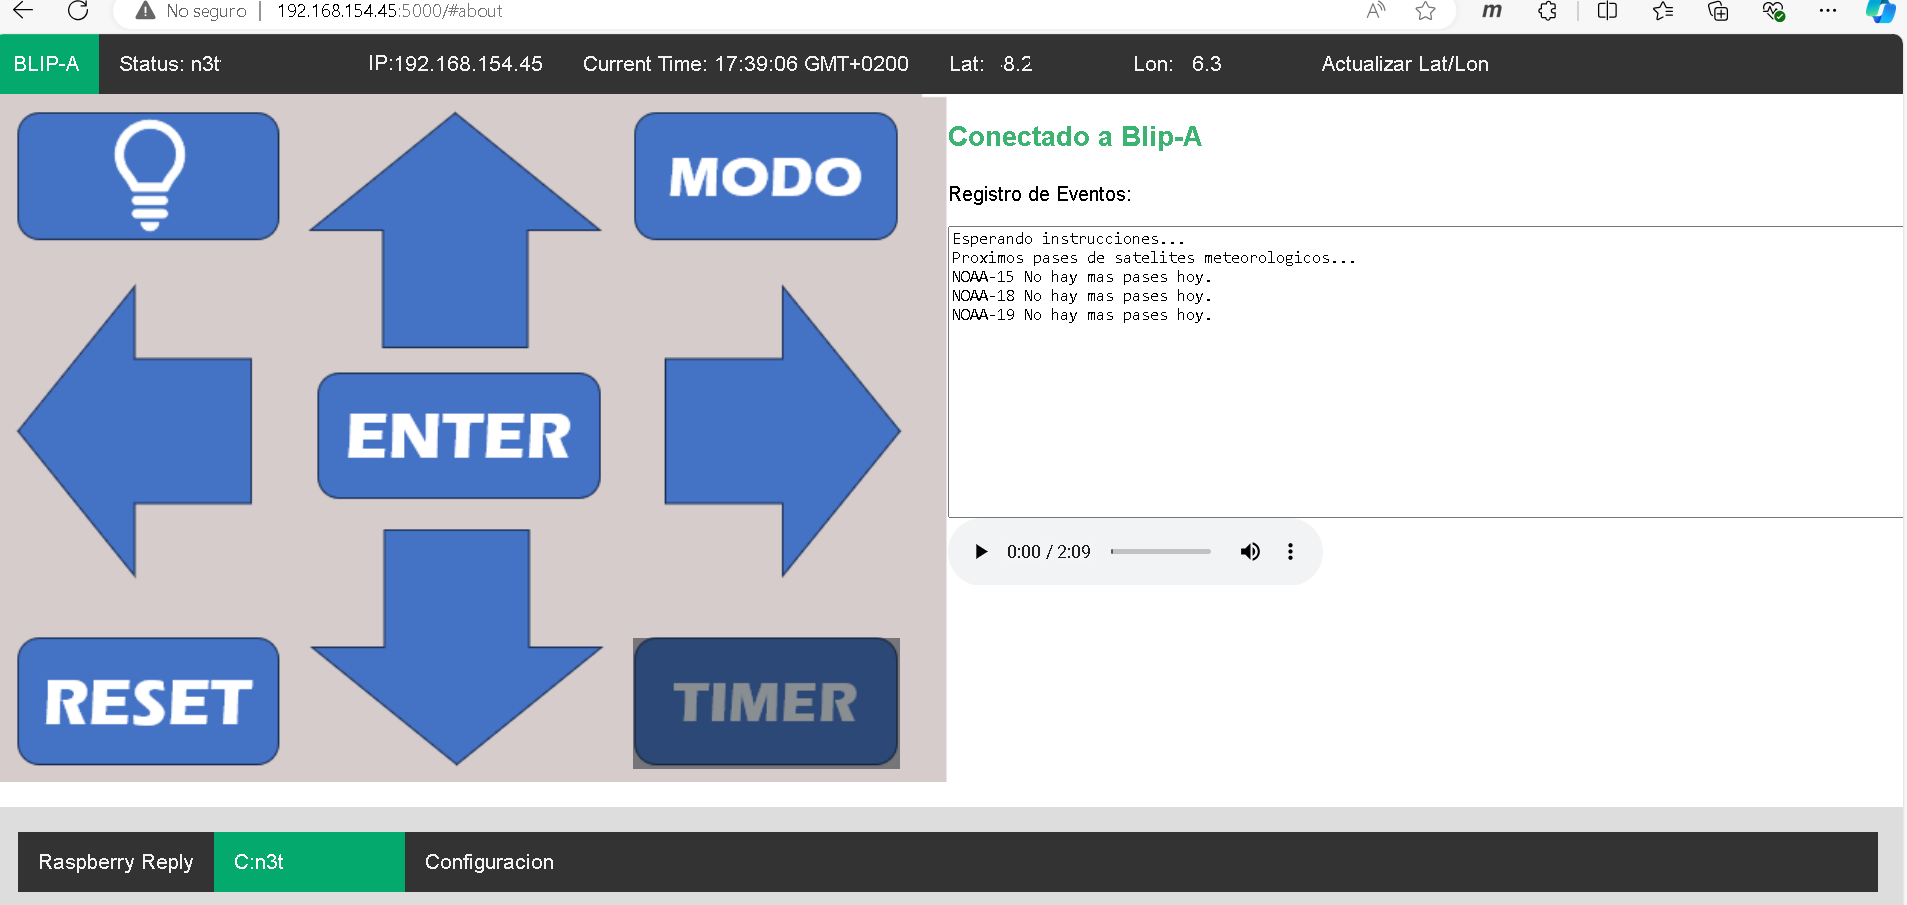 No seguro | 192.168.154.45:5000/#about
BLIP-A Status: n3t IP:192.168.154.45 Current Time: 17:39:06 GMT+0200 Lat: -8.2 Lon: 6.3 Actualizar Lat/Lon
MODO
ENTER
RESET
TIMER
Conectado a Blip-A
Registro de Eventos:
Esperando instrucciones...
Proximos pases de satelites meteorologicos...
NOAA-15 No hay mas pases hoy.
NOAA-18 No hay mas pases hoy.
NOAA-19 No hay mas pases hoy.
0:00 / 2:09
Raspberry Reply C:n3t Configuracion